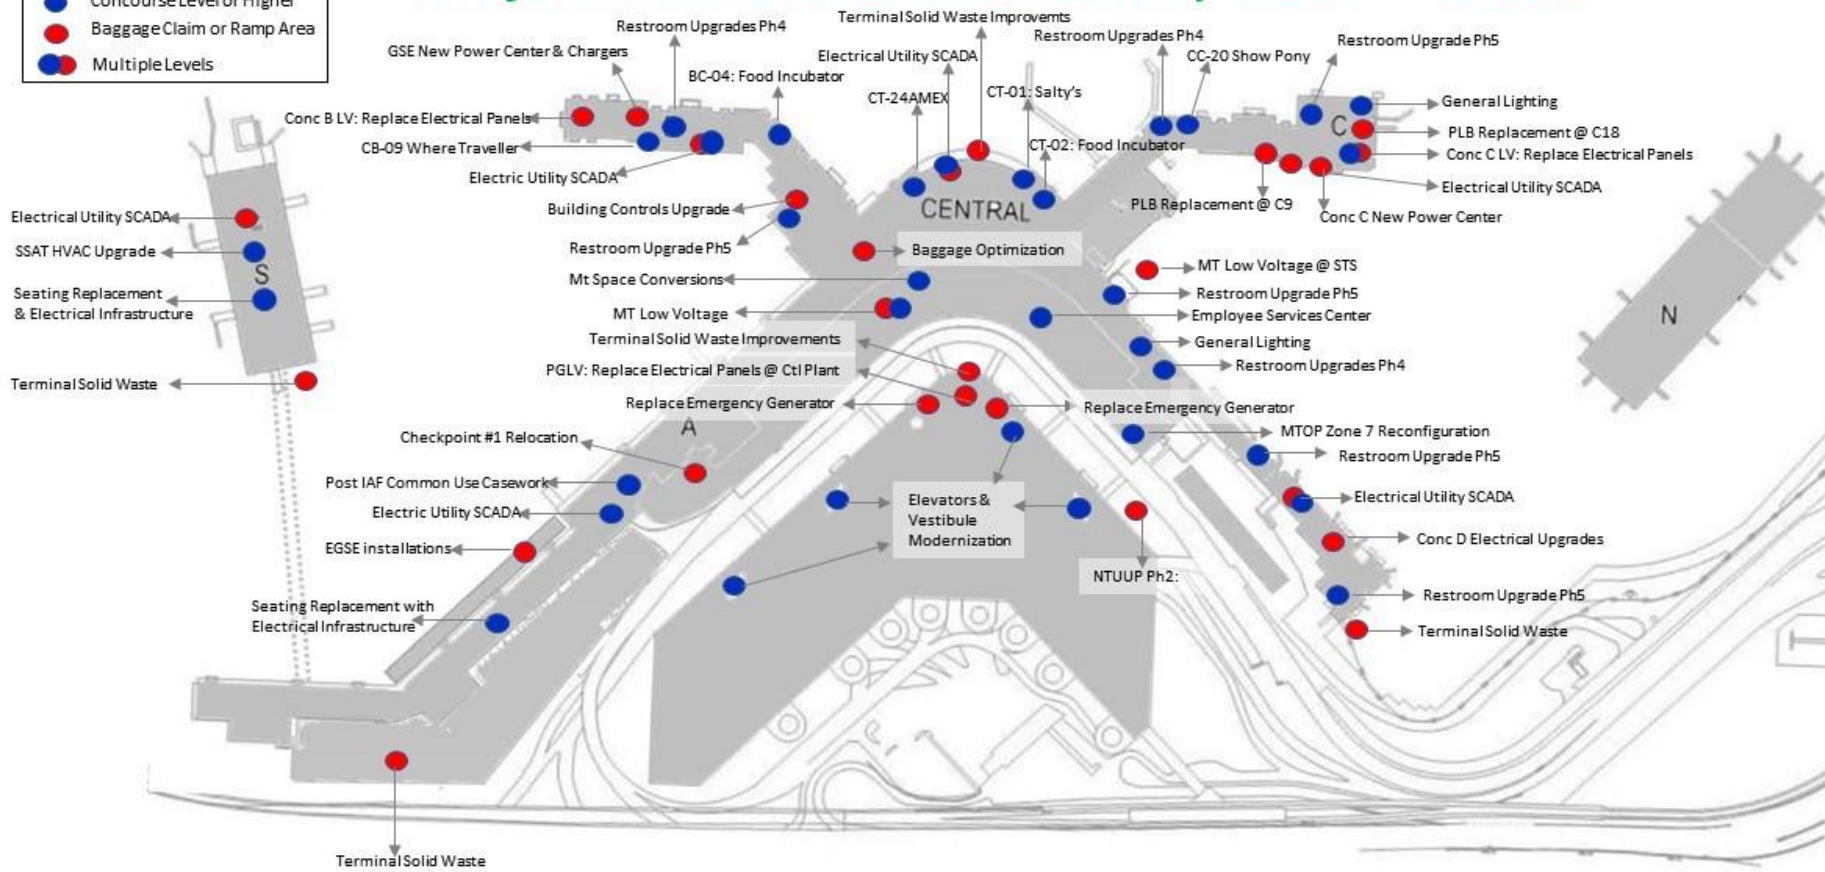 Concourse Level or Higher
Baggage Claim or Ramp Area
Multiple Levels
Terminal Solid Waste Improvemts
Restroom Upgrades Ph4
Restroom Upgrades Ph4
Restroom Upgrade Ph5
GSE New Power Center & Chargers
Electrical Utility SCADA
CC-20 Show Pony
BC-04: Food Incubator
CT-24AMEX
CT-01: Salty's
General Lighting
Conc B LV: Replace Electrical Panels
C
PLB Replacement @ C18
CB-09 Where Traveller
CT-02: Food Incubator
Conc C LV: Replace Electrical Panels
Electric Utility SCADA
Electrical Utility SCADA
Building Controls Upgrade
CENTRAL
PLB Replacement @ C9
Conc C New Power Center
Electrical Utility SCADA
Restroom Upgrade Ph5
Baggage Optimization
SSAT HVAC Upgrade
S
MT Low Voltage @ STS
Mt Space Conversions
Restroom Upgrade Ph5
Seating Replacement
& Electrical Infrastructure
MT Low Voltage
Employee Services Center
N
Terminal Solid Waste Improvements
General Lighting
PGLV: Replace Electrical Panels @ Ctl Plant
Restroom Upgrades Ph4
Terminal Solid Waste
Replace Emergency Generator
Replace Emergency Generator
A
Checkpoint #1 Relocation
MTOP Zone 7 Reconfiguration
Restroom Upgrade Ph5
Post IAF Common Use Casework
Elevators &
Vestibule
Modernization
Electrical Utility SCADA
Electric Utility SCADA
EGSE installations
Conc D Electrical Upgrades
NTUUP Ph2:
Seating Replacement with
Electrical Infrastructure
Restroom Upgrade Ph5
Terminal Solid Waste
Terminal Solid Waste